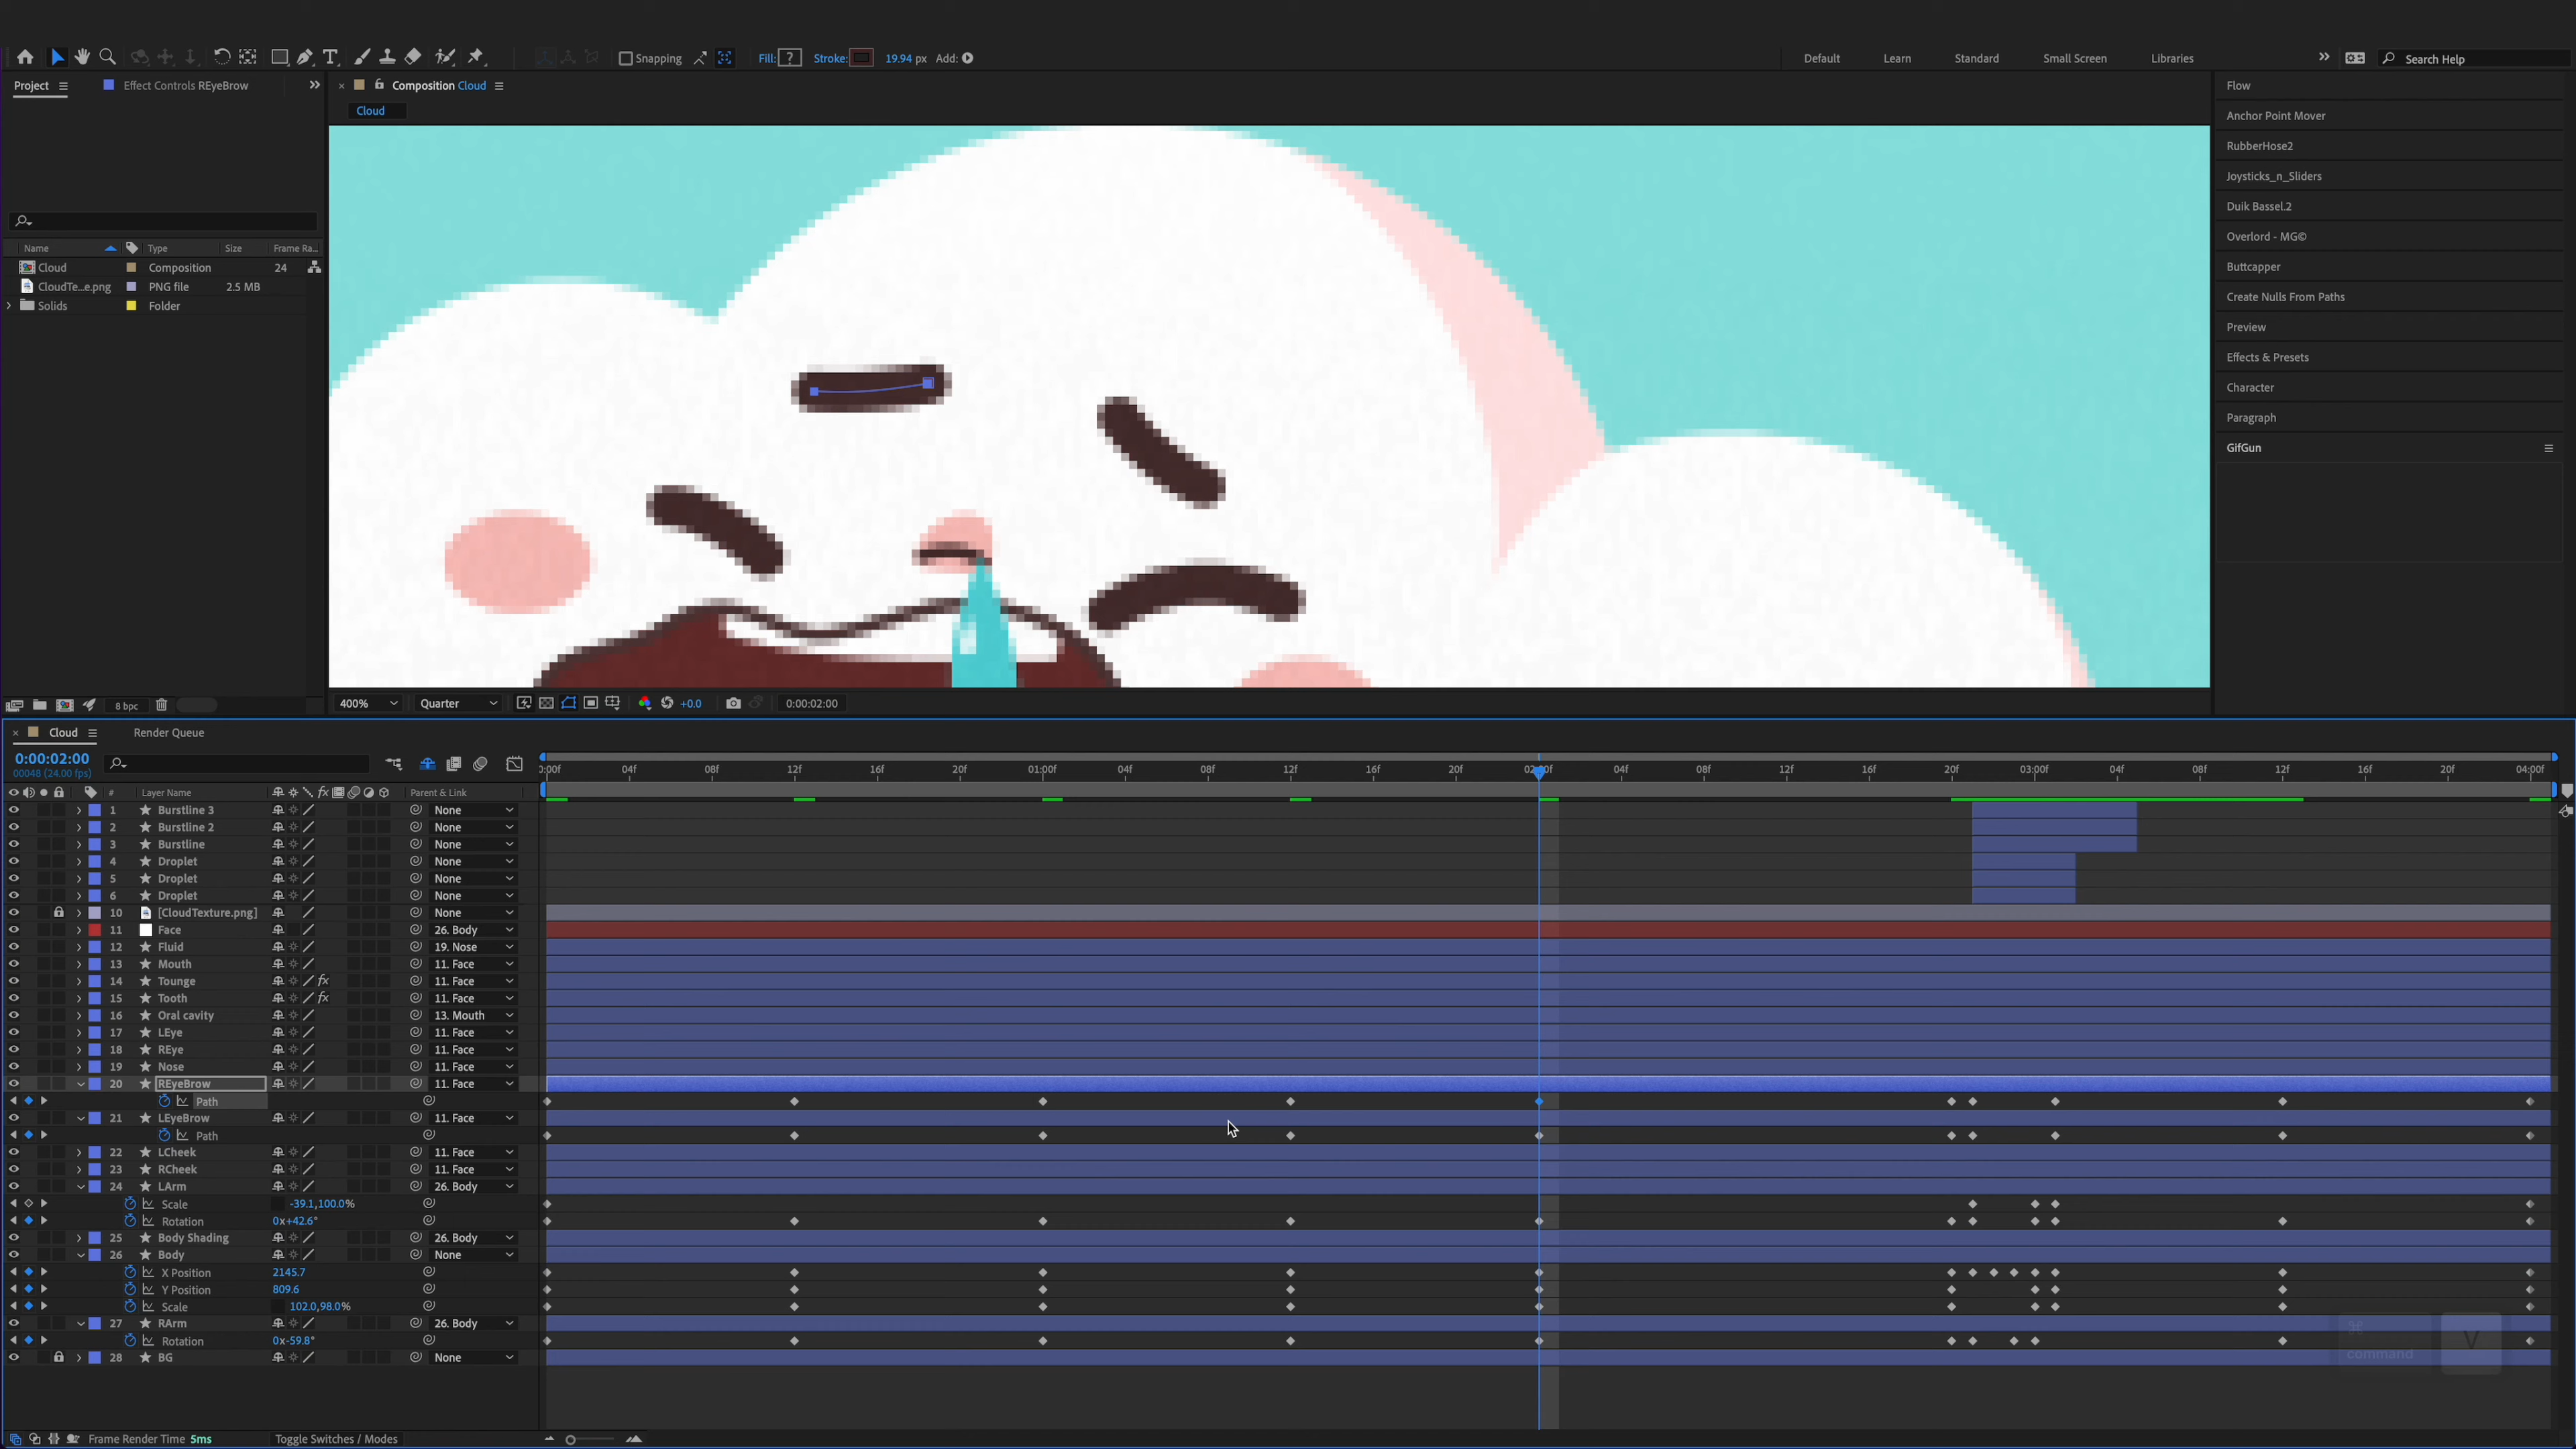 Snapping Fill: ? Stroke: 19.94 px Add: Default Learn Standard Small Screen Libraries Search Help
Project Effect Controls REyeBrow
Composition Cloud
Cloud
Name Type Size Frame Ra...
Cloud Composition 24
CloudTe...e.png PNG file 2.5 MB
Solids Folder
8 bpc
400% Quarter +0.0 0:00:02:00
Flow
Anchor Point Mover
RubberHose2
Joysticks_n_Sliders
Duik Bassel.2
Overlord - MG©
Buttcapper
Create Nulls From Paths
Preview
Effects & Presets
Character
Paragraph
GifGun
Cloud Render Queue
0:00:02:00
00048 (24.00 fps)
0:00f 04f 08f 12f 16f 20f 01:00f 04f 08f 12f 16f 20f 02:00f 04f 08f 12f 16f 20f 03:00f 04f 08f 12f 16f 20f 04:00f
# Layer Name fx Parent & Link
1 Burstline 3 None
2 Burstline 2 None
3 Burstline None
4 Droplet None
5 Droplet None
6 Droplet None
10 [CloudTexture.png] None
11 Face 26. Body
12 Fluid 19. Nose
13 Mouth 11. Face
14 Tounge fx 11. Face
15 Tooth fx 11. Face
16 Oral cavity 13. Mouth
17 LEye 11. Face
18 REye 11. Face
19 Nose 11. Face
20 REyeBrow 11. Face
Path
21 LEyeBrow 11. Face
Path
22 LCheek 11. Face
23 RCheek 11. Face
24 LArm 26. Body
Scale -39.1,100.0%
Rotation 0x+42.6°
25 Body Shading 26. Body
26 Body None
X Position 2145.7
Y Position 809.6
Scale 102.0,98.0%
27 RArm 26. Body
Rotation 0x-59.8°
28 BG None
⌘ V
command
Frame Render Time 5ms Toggle Switches / Modes